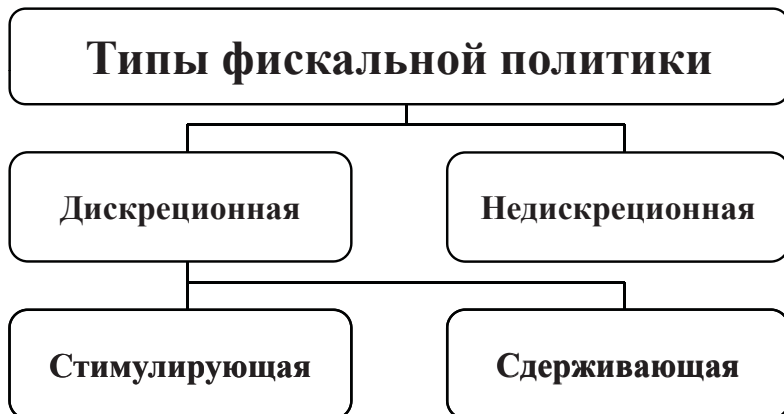 Типы фискальной политики
Дискреционная
Недискреционная
Стимулирующая
Сдерживающая